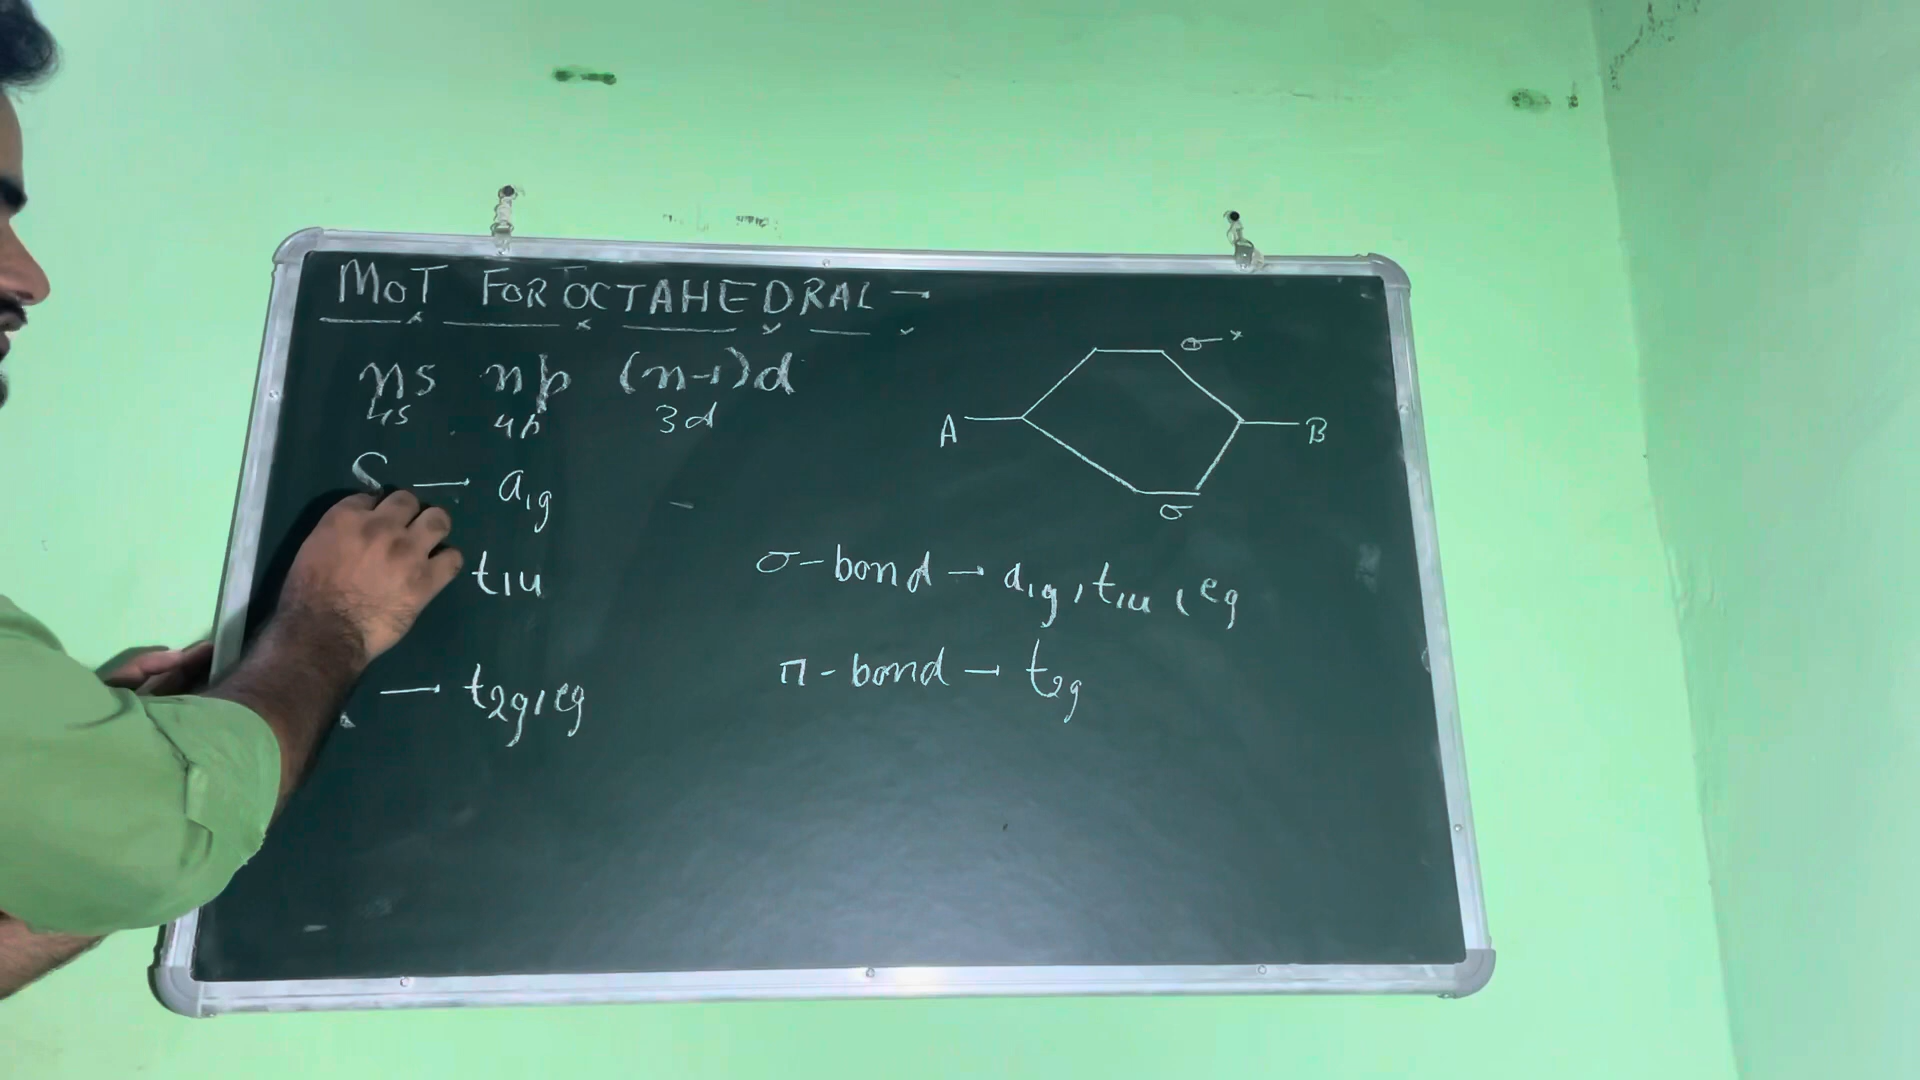 MOT FOR OCTAHEDRAL →
ns np (n-1)d
4s 4p 3d
S → a1g
t1u
→ t2g, eg
σ*
A B
σ
σ-bond → a1g, t1u, eg
π-bond → t2g